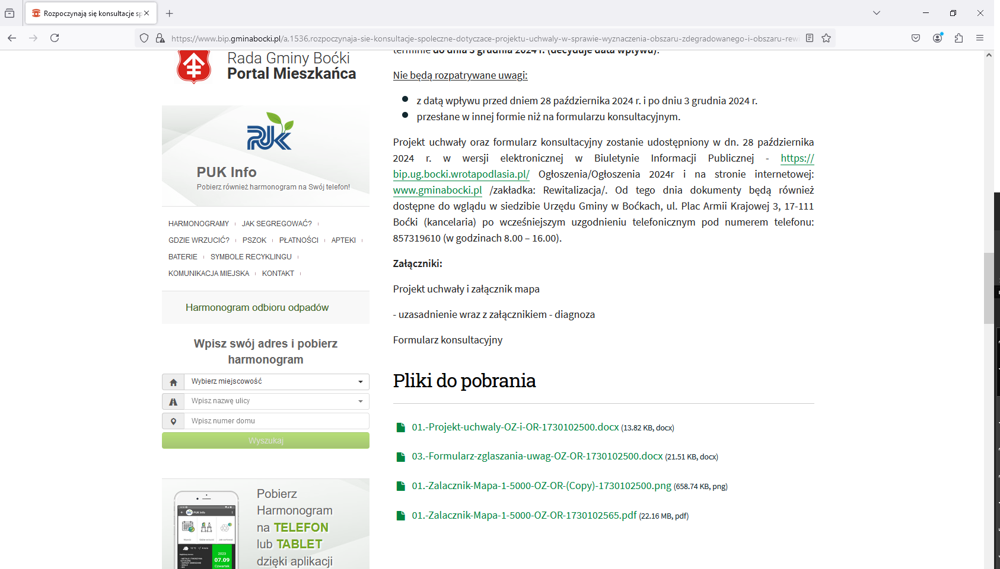 Rozpoczynają się konsultacje sp
https://www.bip.gminabocki.pl/a,1536,rozpoczynaja-sie-konsultacje-spoleczne-dotyczace-projektu-uchwaly-w-sprawie-wyznaczenia-obszaru-zdegradowanego-i-obszaru-rewi
Rada Gminy Boćki
Portal Mieszkańca
PUK
PUK Info
Pobierz również harmonogram na Swój telefon!
HARMONOGRAMY
JAK SEGREGOWAĆ?
GDZIE WRZUCIĆ?
PSZOK
PŁATNOŚCI
APTEKI
BATERIE
SYMBOLE RECYKLINGU
KOMUNIKACJA MIEJSKA
KONTAKT
Harmonogram odbioru odpadów
Wpisz swój adres i pobierz
harmonogram
Wybierz miejscowość
Wpisz nazwę ulicy
Wpisz numer domu
Wyszukaj
PUK Info
2023
07.09
Czwartek
Pobierz
Harmonogram
na TELEFON
lub TABLET
dzięki aplikacji
terminie do dnia 3 grudnia 2024 r. (decyduje data wpływu).
Nie będą rozpatrywane uwagi:
z datą wpływu przed dniem 28 października 2024 r. i po dniu 3 grudnia 2024 r.
przesłane w innej formie niż na formularzu konsultacyjnym.
Projekt uchwały oraz formularz konsultacyjny zostanie udostępniony w dn. 28 października
2024 r. w wersji elektronicznej w Biuletynie Informacji Publicznej - https://
bip.ug.bocki.wrotapodlasia.pl/ Ogłoszenia/Ogłoszenia 2024r i na stronie internetowej:
www.gminabocki.pl /zakładka: Rewitalizacja/. Od tego dnia dokumenty będą również
dostępne do wglądu w siedzibie Urzędu Gminy w Boćkach, ul. Plac Armii Krajowej 3, 17-111
Boćki (kancelaria) po wcześniejszym uzgodnieniu telefonicznym pod numerem telefonu:
857319610 (w godzinach 8.00 – 16.00).
Załączniki:
Projekt uchwały i załącznik mapa
- uzasadnienie wraz z załącznikiem - diagnoza
Formularz konsultacyjny
Pliki do pobrania
01.-Projekt-uchwaly-OZ-i-OR-1730102500.docx (13.82 KB, docx)
03.-Formularz-zglaszania-uwag-OZ-OR-1730102500.docx (21.51 KB, docx)
01.-Zalacznik-Mapa-1-5000-OZ-OR-(Copy)-1730102500.png (658.74 KB, png)
01.-Zalacznik-Mapa-1-5000-OZ-OR-1730102565.pdf (22.16 MB, pdf)